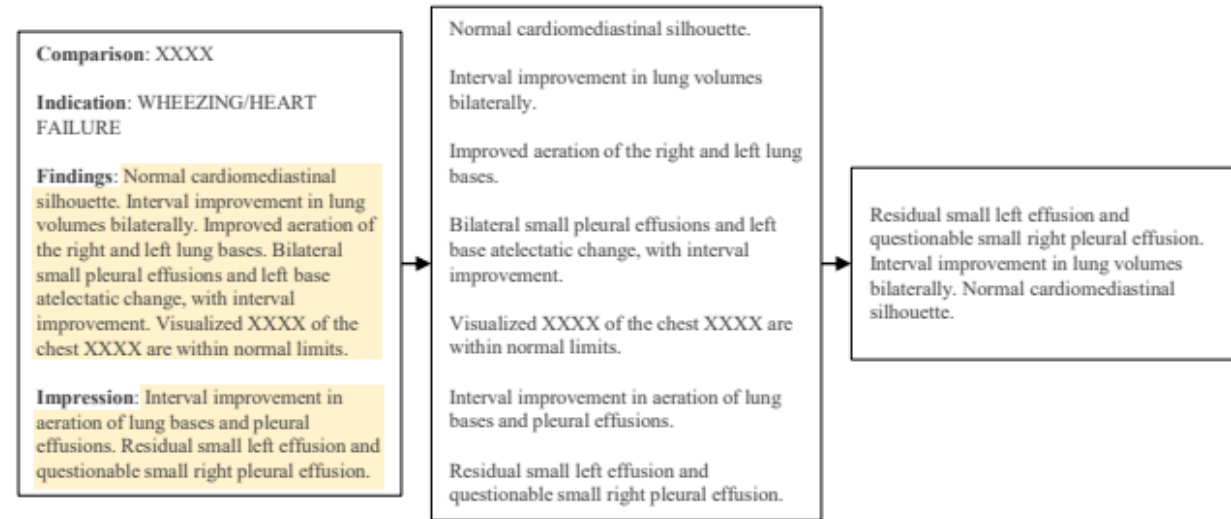 Comparison: XXXX
Indication: WHEEZING/HEART
FAILURE
Findings: Normal cardiomediastinal
silhouette. Interval improvement in lung
volumes bilaterally. Improved aeration of
the right and left lung bases. Bilateral
small pleural effusions and left base
atelectatic change, with interval
improvement. Visualized XXXX of the
chest XXXX are within normal limits.
Impression: Interval improvement in
aeration of lung bases and pleural
effusions. Residual small left effusion and
questionable small right pleural effusion.
Normal cardiomediastinal silhouette.
Interval improvement in lung volumes
bilaterally.
Improved aeration of the right and left lung
bases.
Bilateral small pleural effusions and left
base atelectatic change, with interval
improvement.
Visualized XXXX of the chest XXXX are
within normal limits.
Interval improvement in aeration of lung
bases and pleural effusions.
Residual small left effusion and
questionable small right pleural effusion.
Residual small left effusion and
questionable small right pleural effusion.
Interval improvement in lung volumes
bilaterally. Normal cardiomediastinal
silhouette.